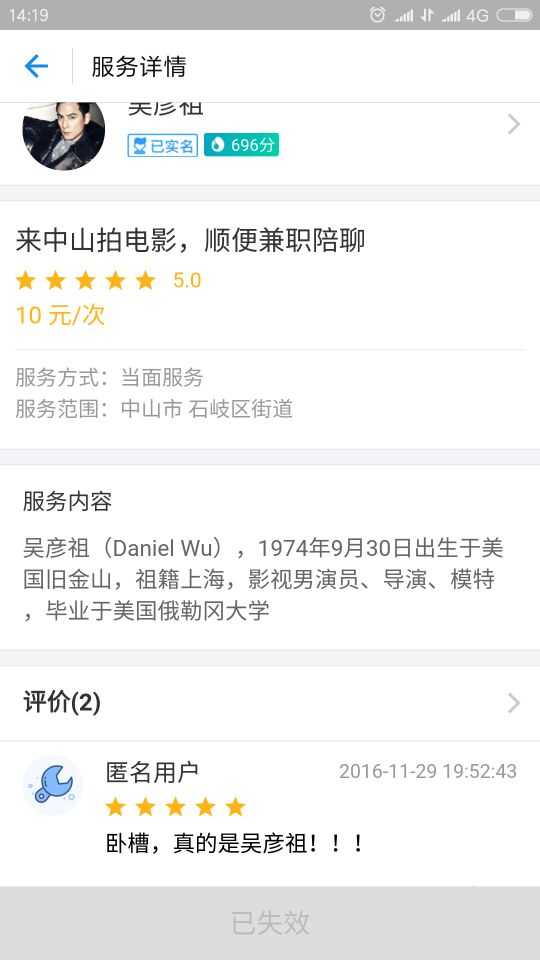 14:19
4G
服务详情
吴彦祖
已实名
696分
来中山拍电影，顺便兼职陪聊
5.0
10 元/次
服务方式：当面服务
服务范围：中山市 石岐区街道
服务内容
吴彦祖（Daniel Wu），1974年9月30日出生于美
国旧金山，祖籍上海，影视男演员、导演、模特
，毕业于美国俄勒冈大学
评价(2)
匿名用户
2016-11-29 19:52:43
卧槽，真的是吴彦祖！！！
已失效